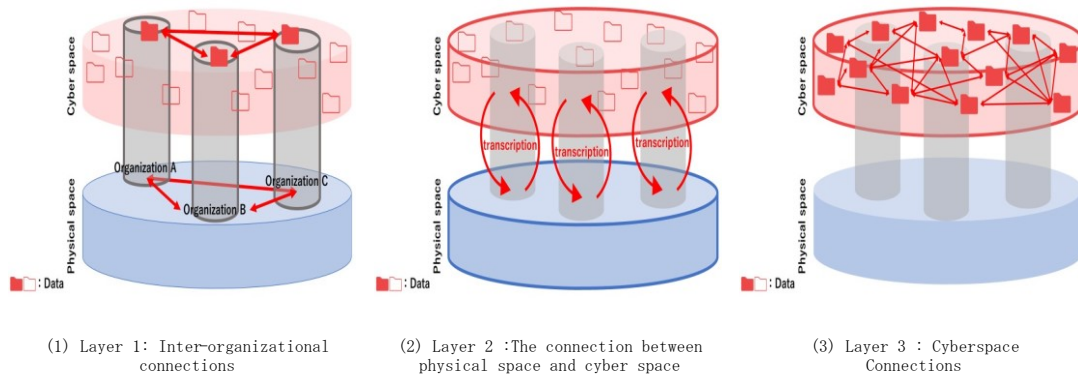 Cyber space
Physical space
Organization A
Organization C
Organization B
: Data
(1) Layer 1: Inter-organizational
connections
Cyber space
Physical space
transcription
transcription
transcription
: Data
(2) Layer 2 :The connection between
physical space and cyber space
Cyber space
Physical space
: Data
(3) Layer 3 : Cyberspace
Connections